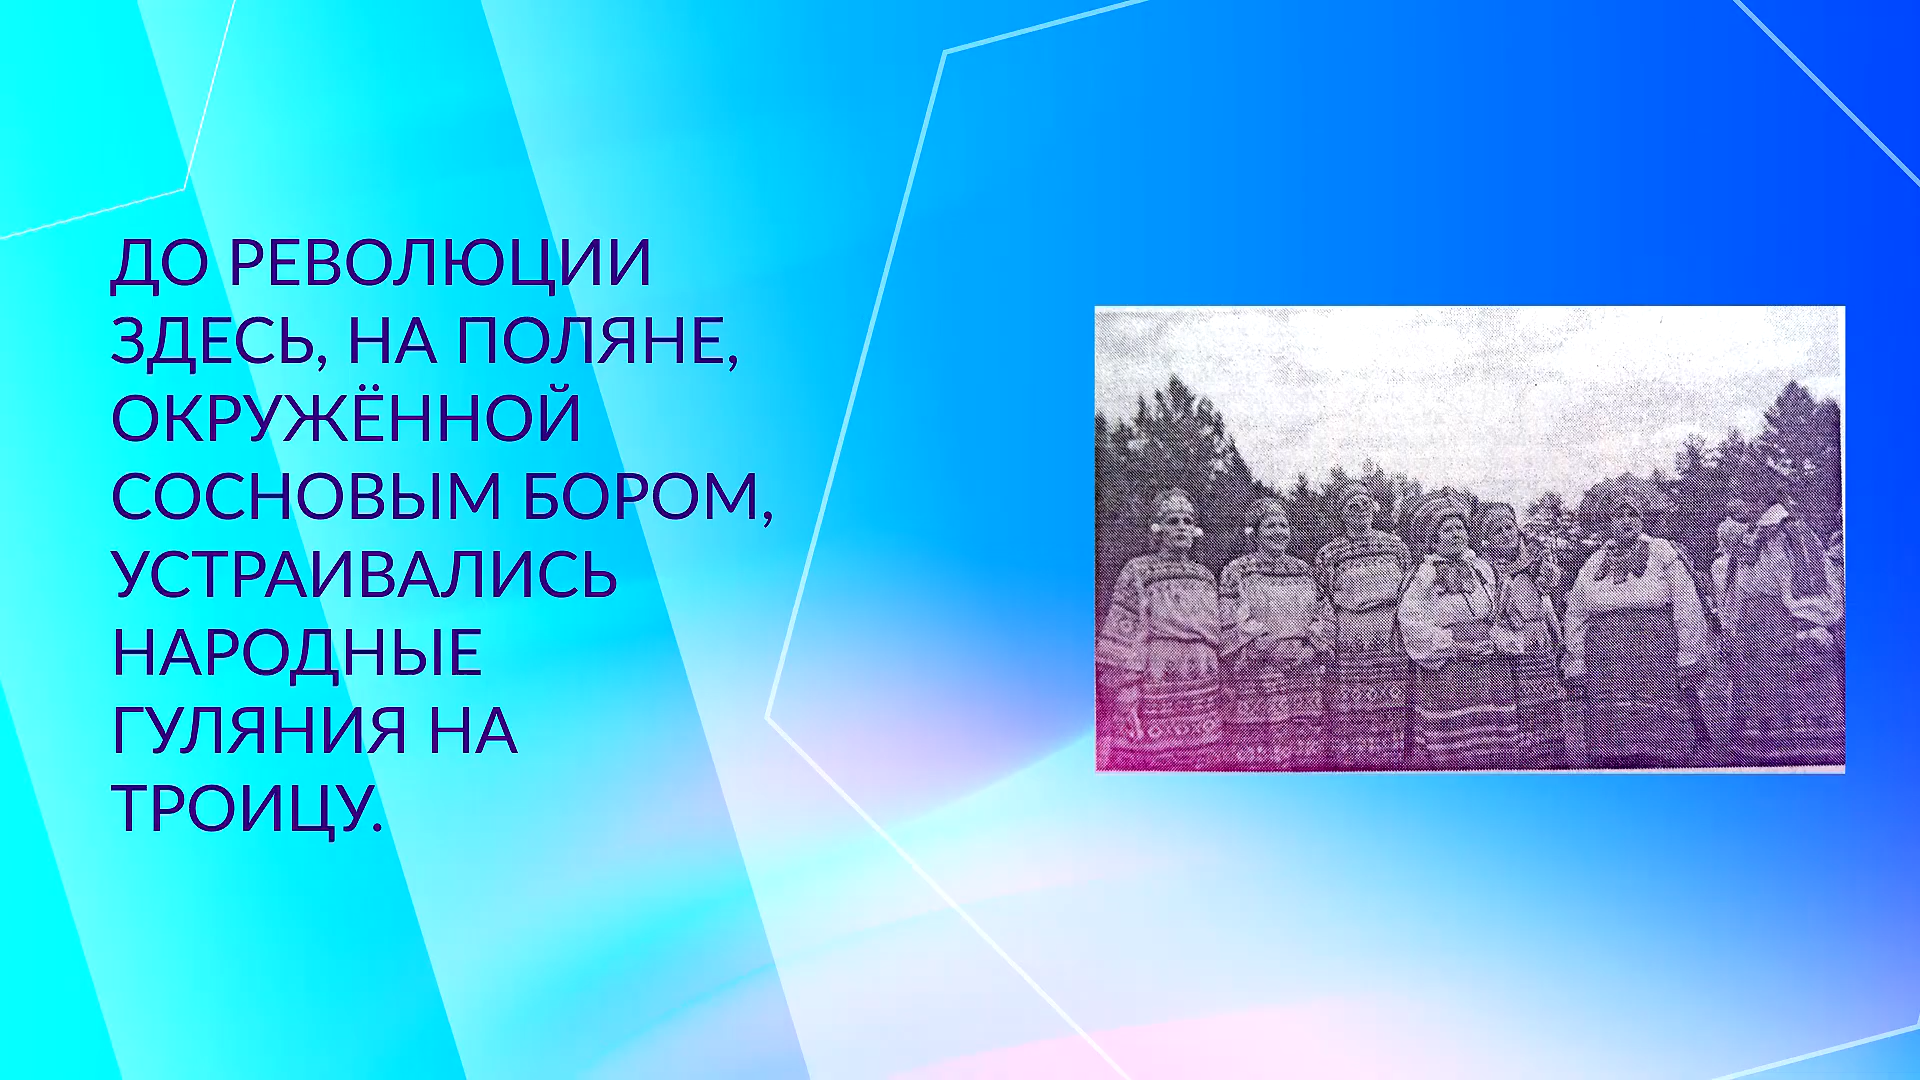 ДО РЕВОЛЮЦИИ
ЗДЕСЬ, НА ПОЛЯНЕ,
ОКРУЖЁННОЙ
СОСНОВЫМ БОРОМ,
УСТРАИВАЛИСЬ
НАРОДНЫЕ
ГУЛЯНИЯ НА
ТРОИЦУ.